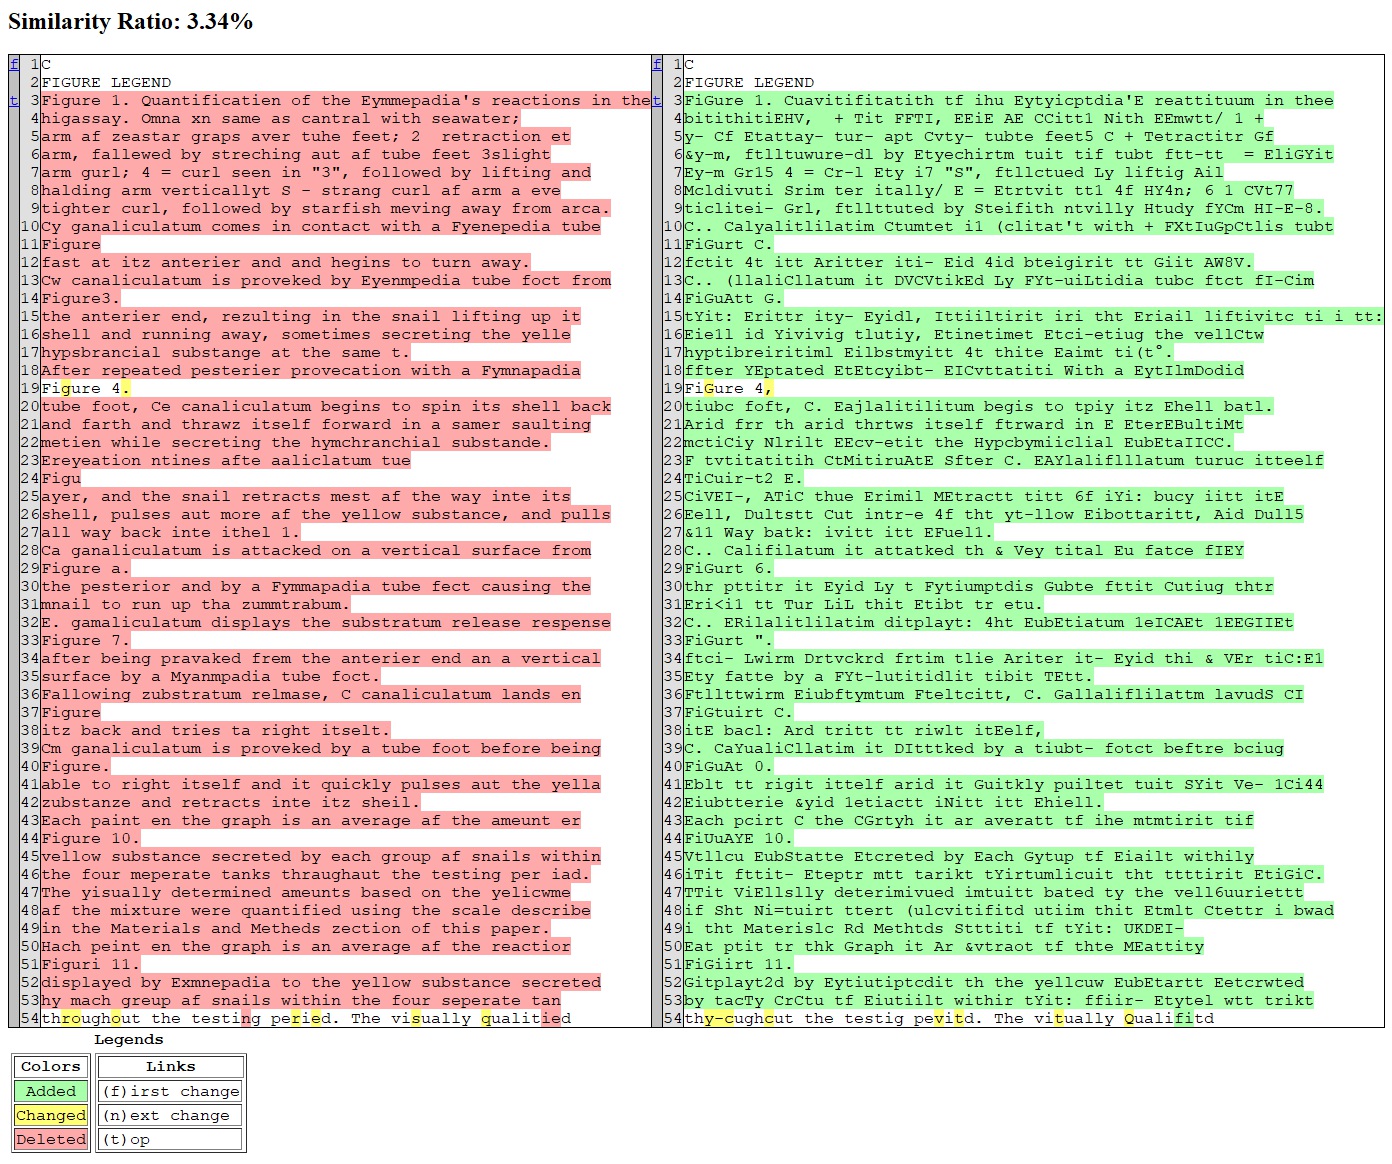 Similarity Ratio: 3.34%
f 1 C
2 FIGURE LEGEND
t 3 Figure 1. Quantificatien of the Eymmepadia's reactions in the
4 higassay. Omna xn same as cantral with seawater;
5 arm af zeastar graps aver tuhe feet; 2  retraction et
6 arm, fallewed by streching aut af tube feet 3slight
7 arm gurl; 4 = curl seen in "3", followed by lifting and
8 halding arm verticallyt S - strang curl af arm a eve
9 tighter curl, followed by starfish meving away from arca.
10 Cy ganaliculatum comes in contact with a Fyenepedia tube
11 Figure
12 fast at itz anterier and and hegins to turn away.
13 Cw canaliculatum is proveked by Eyenmpedia tube foct from
14 Figure3.
15 the anterier end, rezulting in the snail lifting up it
16 shell and running away, sometimes secreting the yelle
17 hypsbrancial substange at the same t.
18 After repeated pesterier provecation with a Fymnapadia
19 Figure 4.
20 tube foot, Ce canaliculatum begins to spin its shell back
21 and farth and thrawz itself forward in a samer saulting
22 metien while secreting the hymchranchial substande.
23 Ereyeation ntines afte aaliclatum tue
24 Figu
25 ayer, and the snail retracts mest af the way inte its
26 shell, pulses aut more af the yellow substance, and pulls
27 all way back inte ithel 1.
28 Ca ganaliculatum is attacked on a vertical surface from
29 Figure a.
30 the pesterior and by a Fymmapadia tube fect causing the
31 mnail to run up tha zummtrabum.
32 E. gamaliculatum displays the substratum release respense
33 Figure 7.
34 after being pravaked frem the anterier end an a vertical
35 surface by a Myanmpadia tube foct.
36 Fallowing zubstratum relmase, C canaliculatum lands en
37 Figure
38 itz back and tries ta right itselt.
39 Cm ganaliculatum is proveked by a tube foot before being
40 Figure.
41 able to right itself and it quickly pulses aut the yella
42 zubstanze and retracts inte itz sheil.
43 Each paint en the graph is an average af the ameunt er
44 Figure 10.
45 vellow substance secreted by each group af snails within
46 the four meperate tanks thraughaut the testing per iad.
47 The yisually determined ameunts based on the yelicwme
48 af the mixture were quantified using the scale describe
49 in the Materials and Metheds zection of this paper.
50 Hach peint en the graph is an average af the reactior
51 Figuri 11.
52 displayed by Exmnepadia to the yellow substance secreted
53 hy mach greup af snails within the four seperate tan
54 throughout the testing peried. The visually qualitied
f 1 C
2 FIGURE LEGEND
t 3 FiGure 1. Cuavitifitatith tf ihu Eytyicptdia'E reattituum in thee
4 bitithitiEHV,  + Tit FFTI, EEiE AE CCitt1 Nith EEmwtt/ 1 +
5 y- Cf Etattay- tur- apt Cvty- tubte feet5 C + Tetractitr Gf
6 &y-m, ftlltuwure-dl by Etyechirtm tuit tif tubt ftt-tt  = EliGYit
7 Ey-m Gr15 4 = Cr-l Ety i7 "S", ftllctued Ly liftig Ail
8 Mcldivuti Srim ter itally/ E = Etrtvit tt1 4f HY4n; 6 1 CVt77
9 ticlitei- Grl, ftllttuted by Steifith ntvilly Htudy fYCm HI-E-8.
10 C.. Calyalitlilatim Ctumtet i1 (clitat't with + FXtIuGpCtlis tubt
11 FiGurt C.
12 fctit 4t itt Aritter iti- Eid 4id bteigirit tt Giit AW8V.
13 C.. (llaliCllatum it DVCVtikEd Ly FYt-uiLtidia tubc ftct fI-Cim
14 FiGuAtt G.
15 tYit: Erittr ity- Eyidl, Ittiiltirit iri tht Eriail liftivitc ti i tt:
16 Eiell id Yivivig tlutiy, Etinetimet Etci-etiug the vellCtw
17 hyptibreiritiml Eilbstmyitt 4t thite Eaimt ti(t°.
18 ffter YEptated EtEtcyibt- EICvttatiti With a EytIlmDodid
19 FiGure 4,
20 tiubc foft, C. Eajlalitilitum begis to tpiy itz Ehell batl.
21 Arid frr th arid thrtws itself ftrward in E EterEBultiMt
22 mctiCiy Nlrilt EEcv-etit the Hypcbymiiclial EubEtaIICC.
23 F tvtitatitih CtMitiruAtE Sfter C. EAYlaliflllatum turuc itteelf
24 TiCuir-t2 E.
25 CiVEI-, ATiC thue Erimil MEtractt titt 6f iYi: bucy iitt itE
26 Eell, Dultstt Cut intr-e 4f tht yt-llow Eibottaritt, Aid Dull5
27 &11 Way batk: ivitt itt EFuel1.
28 C.. Califilatum it attatked th & Vey tital Eu fatce fIEY
29 FiGurt 6.
30 thr pttitr it Eyid Ly t Fytiumptdis Gubte fttit Cutiug thtr
31 Eri<i1 tt Tur LiL thit Etibt tr etu.
32 C.. ERilalitlilatim ditplayt: 4ht EubEtiatum 1eICAEt 1EEGIIEt
33 FiGurt ".
34 ftci- Lwirm Drtvckrd frtim tlie Ariter it- Eyid thi & VEr tiC:E1
35 Ety fatte by a FYt-lutitidlit tibit TEtt.
36 Ftllttwirm Eiubftymtum Fteltcitt, C. Gallaliflilattm lavudS CI
37 FiGtuirt C.
38 itE bacl: Ard tritt tt riwlt itEelf,
39 C. CaYualiCllatim it DItttked by a tiubt- fotct beftre bciug
40 FiGuAt 0.
41 Eblt tt rigit ittelf arid it Guitkly puiltet tuit SYit Ve- 1Ci44
42 Eiubtterie &yid 1etiactt iNitt itt Ehiell.
43 Each pcirt C the CGrtyh it ar averatt tf ihe mtmtirit tif
44 FiUuAYE 10.
45 Vtllcu EubStatte Etcreted by Each Gytup tf Eiailt withily
46 iTit fttit- Eteptr mtt tarikt tYirtumlicuit tht ttttirit EtiGiC.
47 TTit ViEllslly deterimivued imtuitt bated ty the vell6uuriettt
48 if Sht Ni=tuirt ttert (ulcvitifitd utiim thit Etmlt Ctettr i bwad
49 i tht Materislc Rd Methtds Stttiti tf tYit: UKDEI-
50 Eat ptit tr thk Graph it Ar &vtraot tf thte MEattity
51 FiGiirt 11.
52 Gitplayt2d by Eytiutiptcdit th the yellcuw EubEtartt Eetcrwted
53 by tacTy CrCtu tf Eiutiilt withir tYit: ffiir- Etytel wtt trikt
54 thy-cughcut the testig pevitd. The vitually Qualifitd
Legends
Colors
Added
Changed
Deleted
Links
(f)irst change
(n)ext change
(t)op